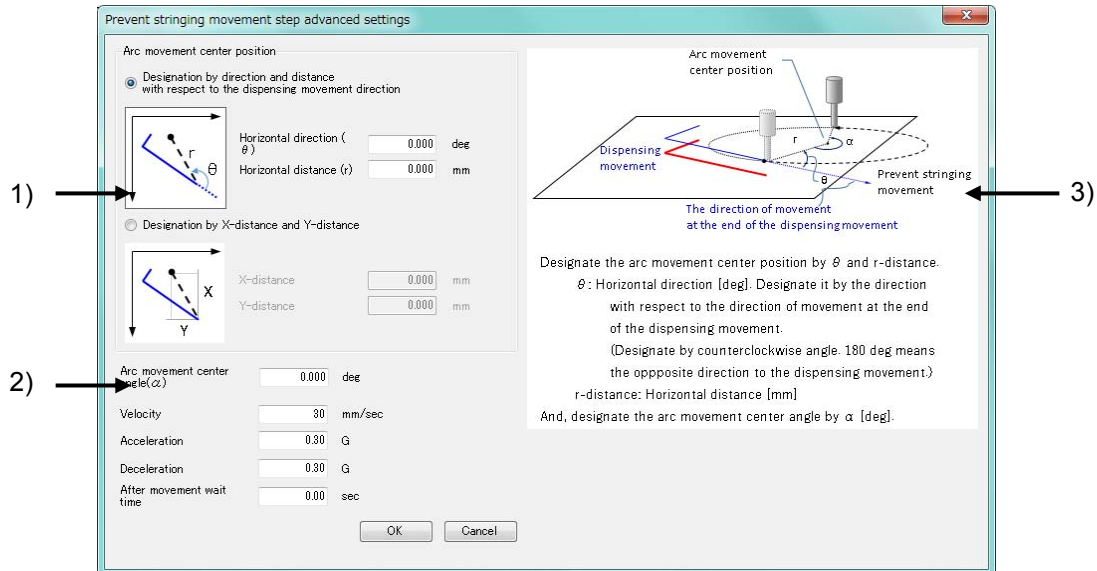 Prevent stringing movement step advanced settings
x
Arc movement center position
Designation by direction and distance
with respect to the dispensing movement direction
r
θ
Horizontal direction (
θ)
0.000 deg
Horizontal distance (r) 0.000 mm
1)
Designation by X-distance and Y-distance
X
Y
X-distance 0.000 mm
Y-distance 0.000 mm
2)
Arc movement center
angle(α) 0.000 deg
Velocity 30 mm/sec
Acceleration 0.30 G
Deceleration 0.30 G
After movement wait
time 0.00 sec
OK Cancel
Arc movement
center position
r
α
θ
Dispensing
movement
Prevent stringing
movement
3)
The direction of movement
at the end of the dispensing movement
Designate the arc movement center position by θ and r-distance.
θ: Horizontal direction [deg]. Designate it by the direction
with respect to the direction of movement at the end
of the dispensing movement.
(Designate by counterclockwise angle. 180 deg means
the oppposite direction to the dispensing movement.)
r-distance: Horizontal distance [mm]
And, designate the arc movement center angle by α [deg].